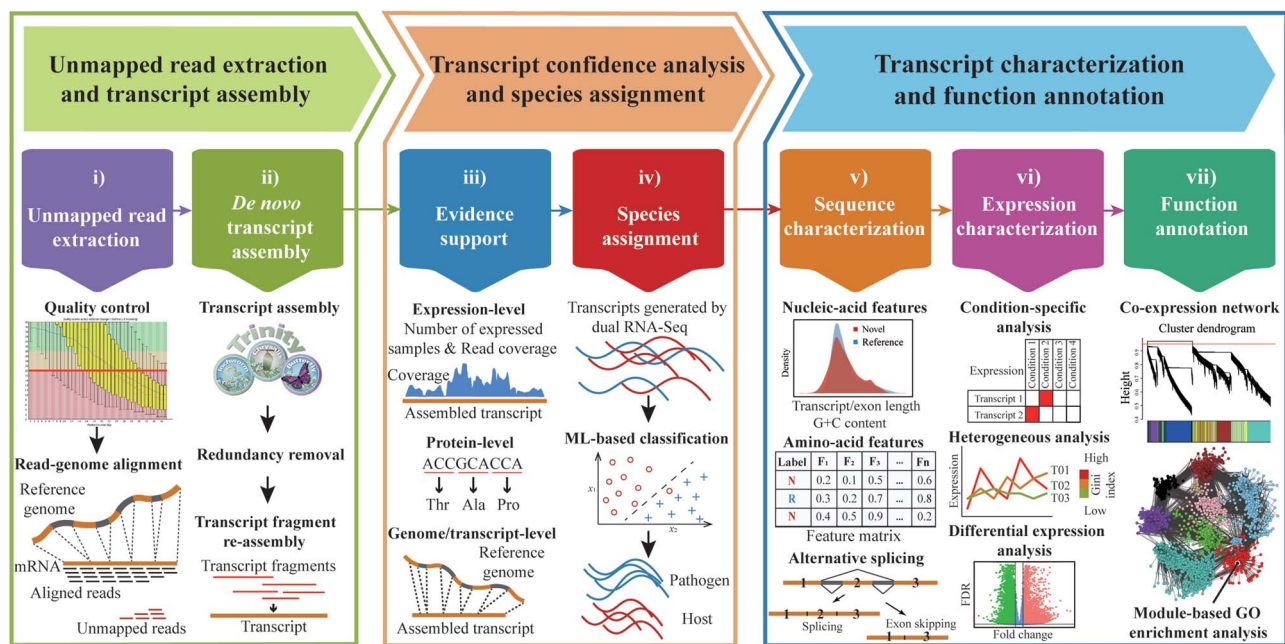 Unmapped read extraction
and transcript assembly
Transcript confidence analysis
and species assignment
Transcript characterization
and function annotation
i)
Unmapped read
extraction
ii)
De novo
transcript
assembly
iii)
Evidence
support
iv)
Species
assignment
v)
Sequence
characterization
vi)
Expression
characterization
vii)
Function
annotation
Quality control
Read-genome alignment
Reference
genome
mRNA
Aligned reads
Unmapped reads
Transcript assembly
Trinity
Redundancy removal
Transcript fragment
re-assembly
Transcript fragments
Transcript
Expression-level
Number of expressed
samples & Read coverage
Coverage
Assembled transcript
Protein-level
ACCGCACCA
Thr Ala Pro
Genome/transcript-level
Reference
genome
Assembled transcript
Transcripts generated by
dual RNA-Seq
ML-based classification
x₁
x₂
Pathogen
Host
Nucleic-acid features
Novel
Reference
Density
Transcript/exon length
G+C content
Amino-acid features
Label F₁ F₂ F₃ ... Fn
N 0.2 0.1 0.5 ... 0.6
R 0.3 0.2 0.7 ... 0.8
N 0.4 0.5 0.9 ... 0.2
Feature matrix
Alternative splicing
1 2 3
1 2 3
Splicing
Exon skipping
1 3
Condition-specific
analysis
Expression
Condition 1
Condition 2
Condition 3
Condition 4
Transcript 1
Transcript 2
Heterogeneous analysis
Expression
T01
T02
T03
High
Gini
index
Low
Differential expression
analysis
FDR
Fold change
Co-expression network
Cluster dendrogram
Height
Module-based GO
enrichment analysis